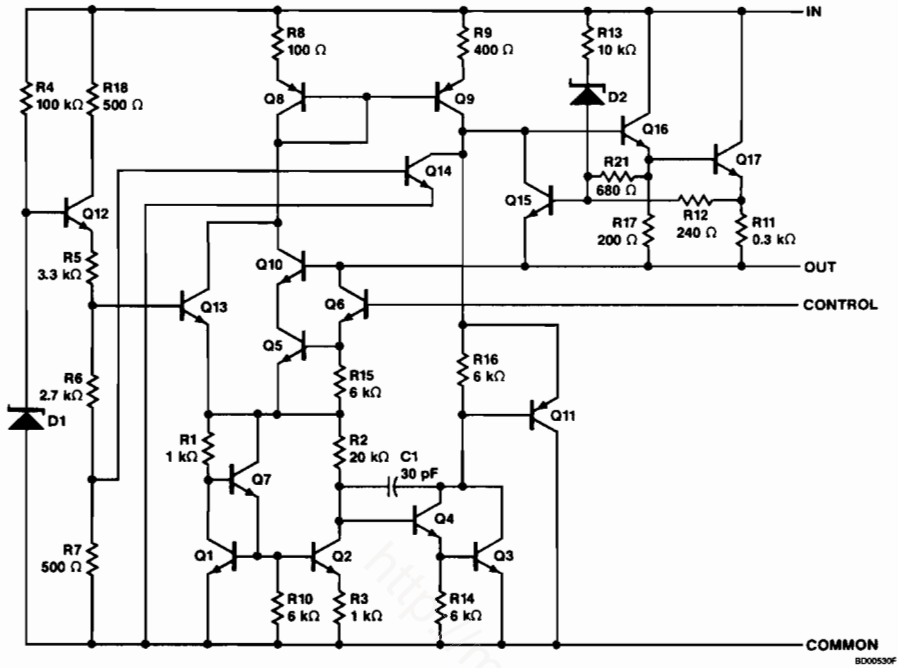 IN
R8
100 Ω
R9
400 Ω
R13
10 kΩ
R4
100 kΩ
R18
500 Ω
Q8
Q9
D2
Q16
Q14
R21
680 Ω
Q17
Q12
Q15
R17
200 Ω
R12
240 Ω
R11
0.3 kΩ
R5
3.3 kΩ
Q10
OUT
Q13
Q6
CONTROL
Q5
R16
6 kΩ
R6
2.7 kΩ
R15
6 kΩ
D1
Q11
R1
1 kΩ
R2
20 kΩ
C1
30 pF
Q7
Q4
R7
500 Ω
Q1
Q2
Q3
R10
6 kΩ
R3
1 kΩ
R14
6 kΩ
COMMON
BD00530F
http://m